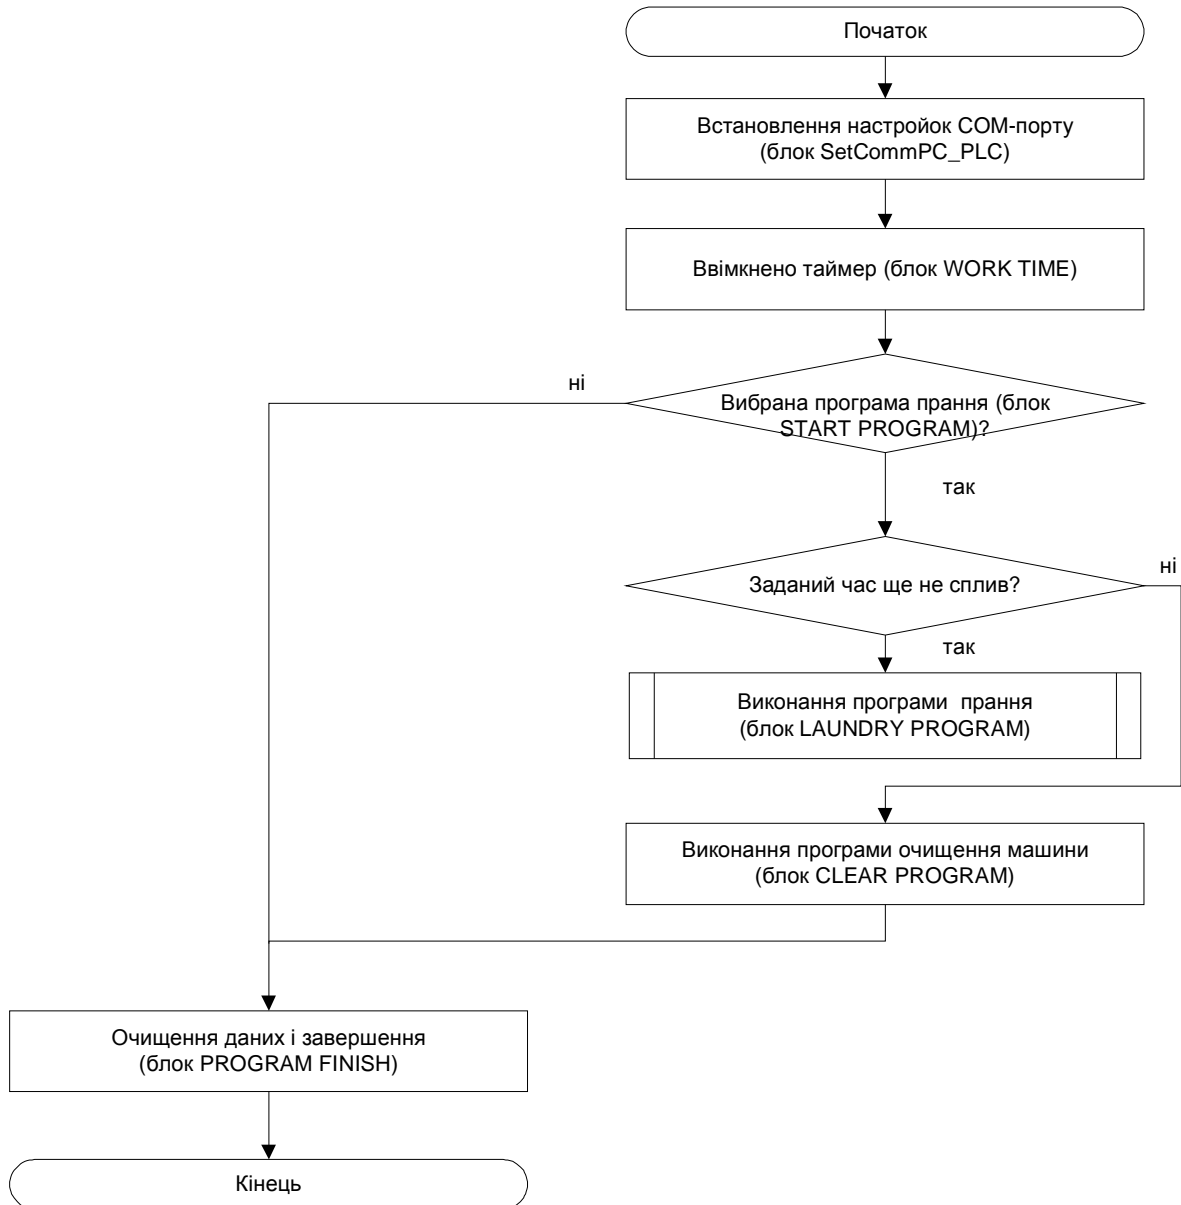 Початок
Встановлення настройок COM-порту
(блок SetCommPC_PLC)
Ввімкнено таймер (блок WORK TIME)
ні
Вибрана програма прання (блок
START PROGRAM)?
так
ні
Заданий час ще не сплив?
так
Виконання програми  прання
(блок LAUNDRY PROGRAM)
Виконання програми очищення машини
(блок CLEAR PROGRAM)
Очищення даних і завершення
(блок PROGRAM FINISH)
Кінець